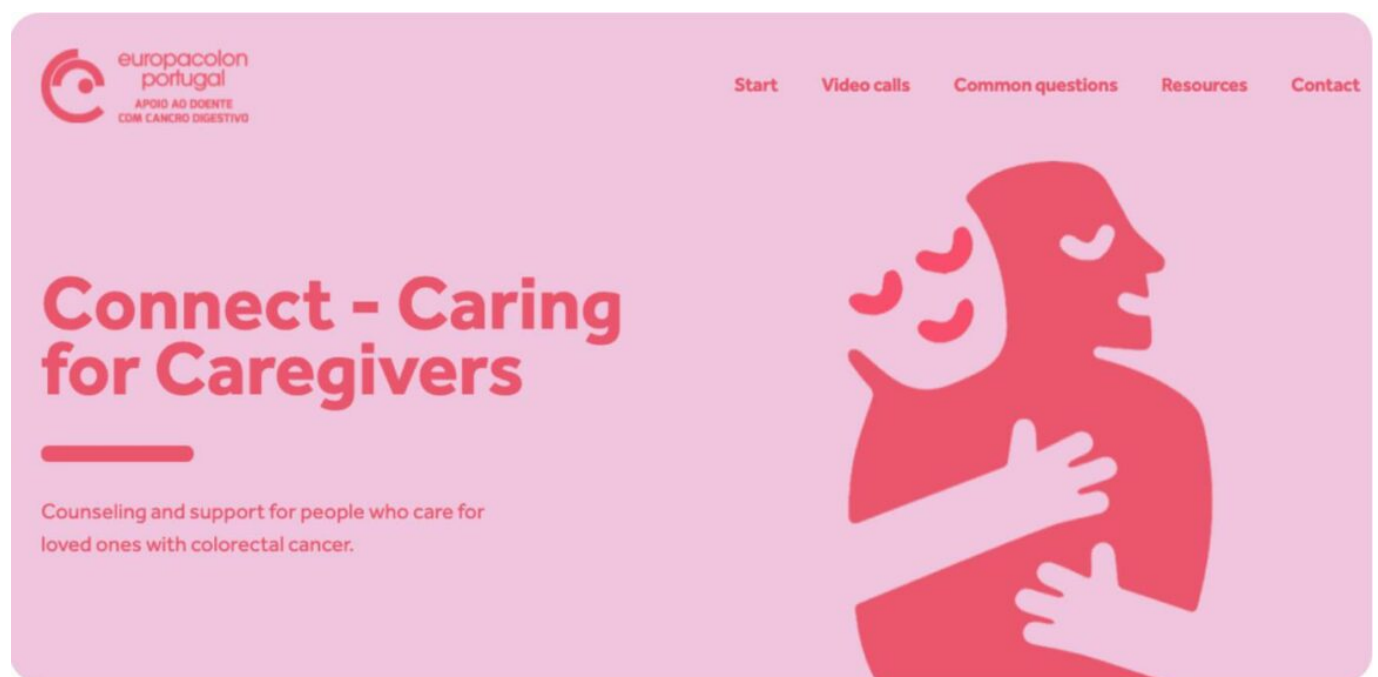 europacolon
portugal
APOIO AO DOENTE
COM CANCRO DIGESTIVO
Start Video calls Common questions Resources Contact
Connect - Caring
for Caregivers
Counseling and support for people who care for
loved ones with colorectal cancer.